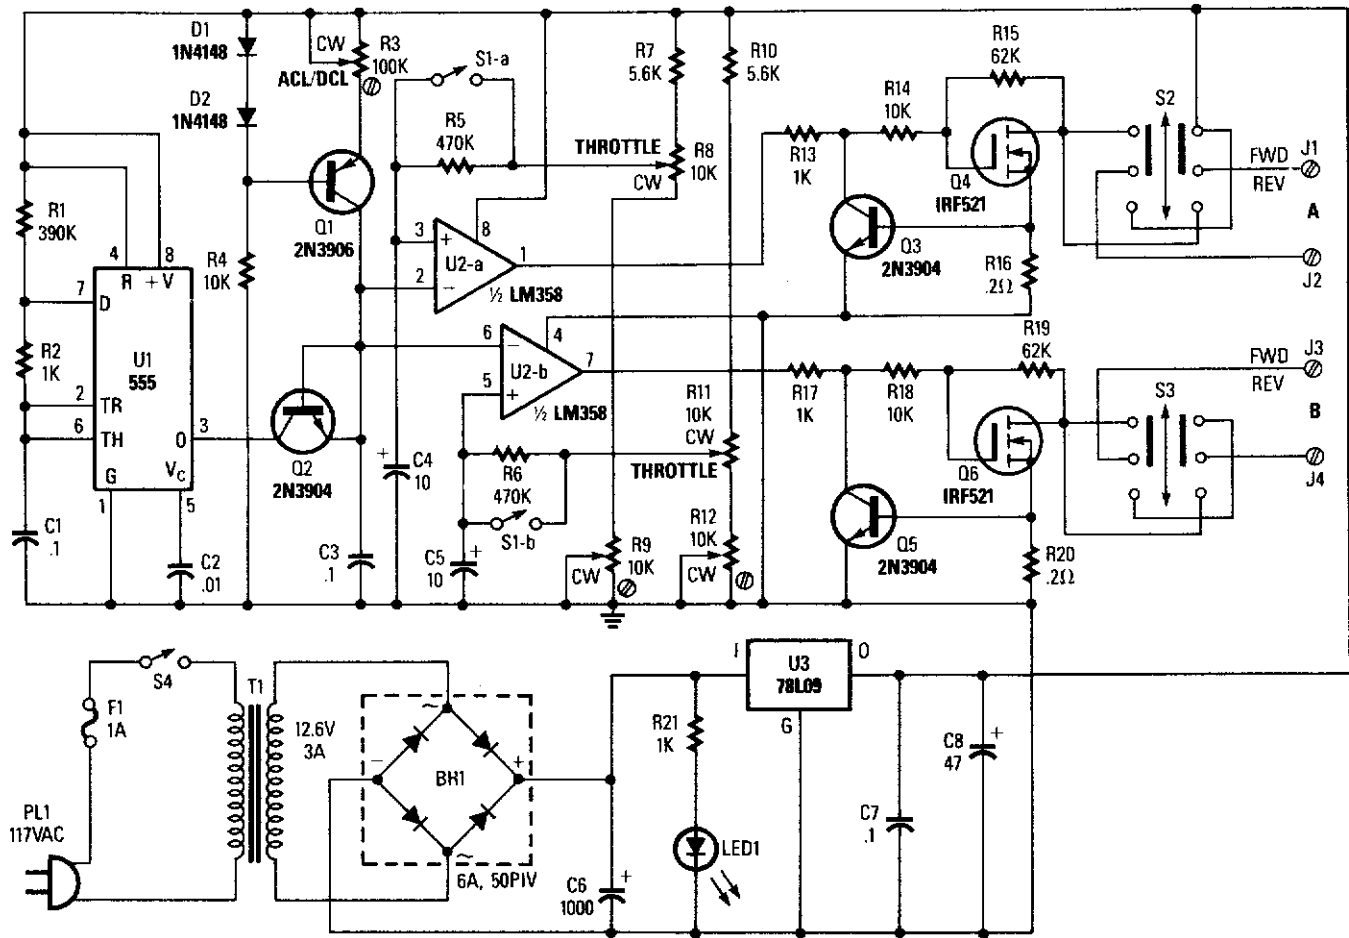 D1
1N4148
D2
1N4148
CW
ACL/DCL
R3
100K
S1-a
R5
470K
THROTTLE
CW
R7
5.6K
R8
10K
R10
5.6K
R13
1K
R14
10K
R15
62K
Q4
IRF521
S2
FWD
REV
J1
A
J2
R1
390K
R4
10K
Q1
2N3906
3
+
2
−
8
U2-a
1
½ LM358
Q3
2N3904
R16
.2Ω
4
8
R
+V
7
D
R2
1K
U1
555
2
TR
6
TH
O
3
G
VC
1
5
C1
.1
C2
.01
Q2
2N3904
C3
.1
+
C4
10
6
−
5
+
4
U2-b
7
½ LM358
R6
470K
S1-b
C5
10
+
R11
10K
CW
THROTTLE
R9
10K
CW
R12
10K
CW
R17
1K
R18
10K
R19
62K
Q6
IRF521
Q5
2N3904
R20
.2Ω
S3
FWD
REV
J3
B
J4
S4
F1
1A
T1
PL1
117VAC
12.6V
3A
~
−
BR1
+
~
6A, 50PIV
C6
1000
+
R21
1K
LED1
I
U3
78L09
O
G
C7
.1
C8
47
+